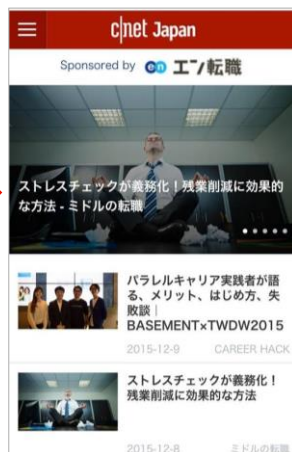 c|net Japan
Sponsored by en エン転職
ストレスチェックが義務化！残業削減に効果的
な方法 - ミドルの転職
パラレルキャリア実践者が語
る、メリット、はじめ方、失
敗談｜
BASEMENT×TWDW2015
2015-12-9 CAREER HACK
ストレスチェックが義務化！
残業削減に効果的な方法
2015-12-8 ミドルの転職